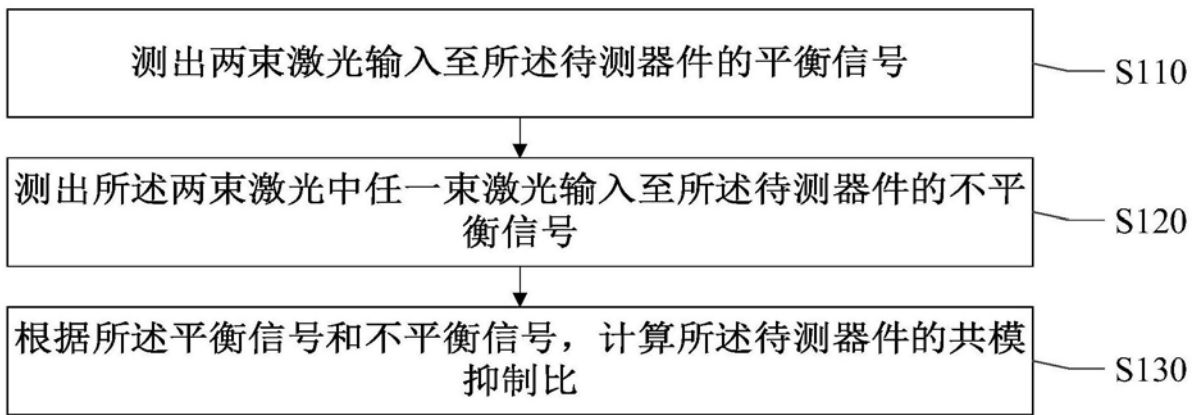 测出两束激光输入至所述待测器件的平衡信号
S110
测出所述两束激光中任一束激光输入至所述待测器件的不平
衡信号
S120
根据所述平衡信号和不平衡信号，计算所述待测器件的共模
抑制比
S130